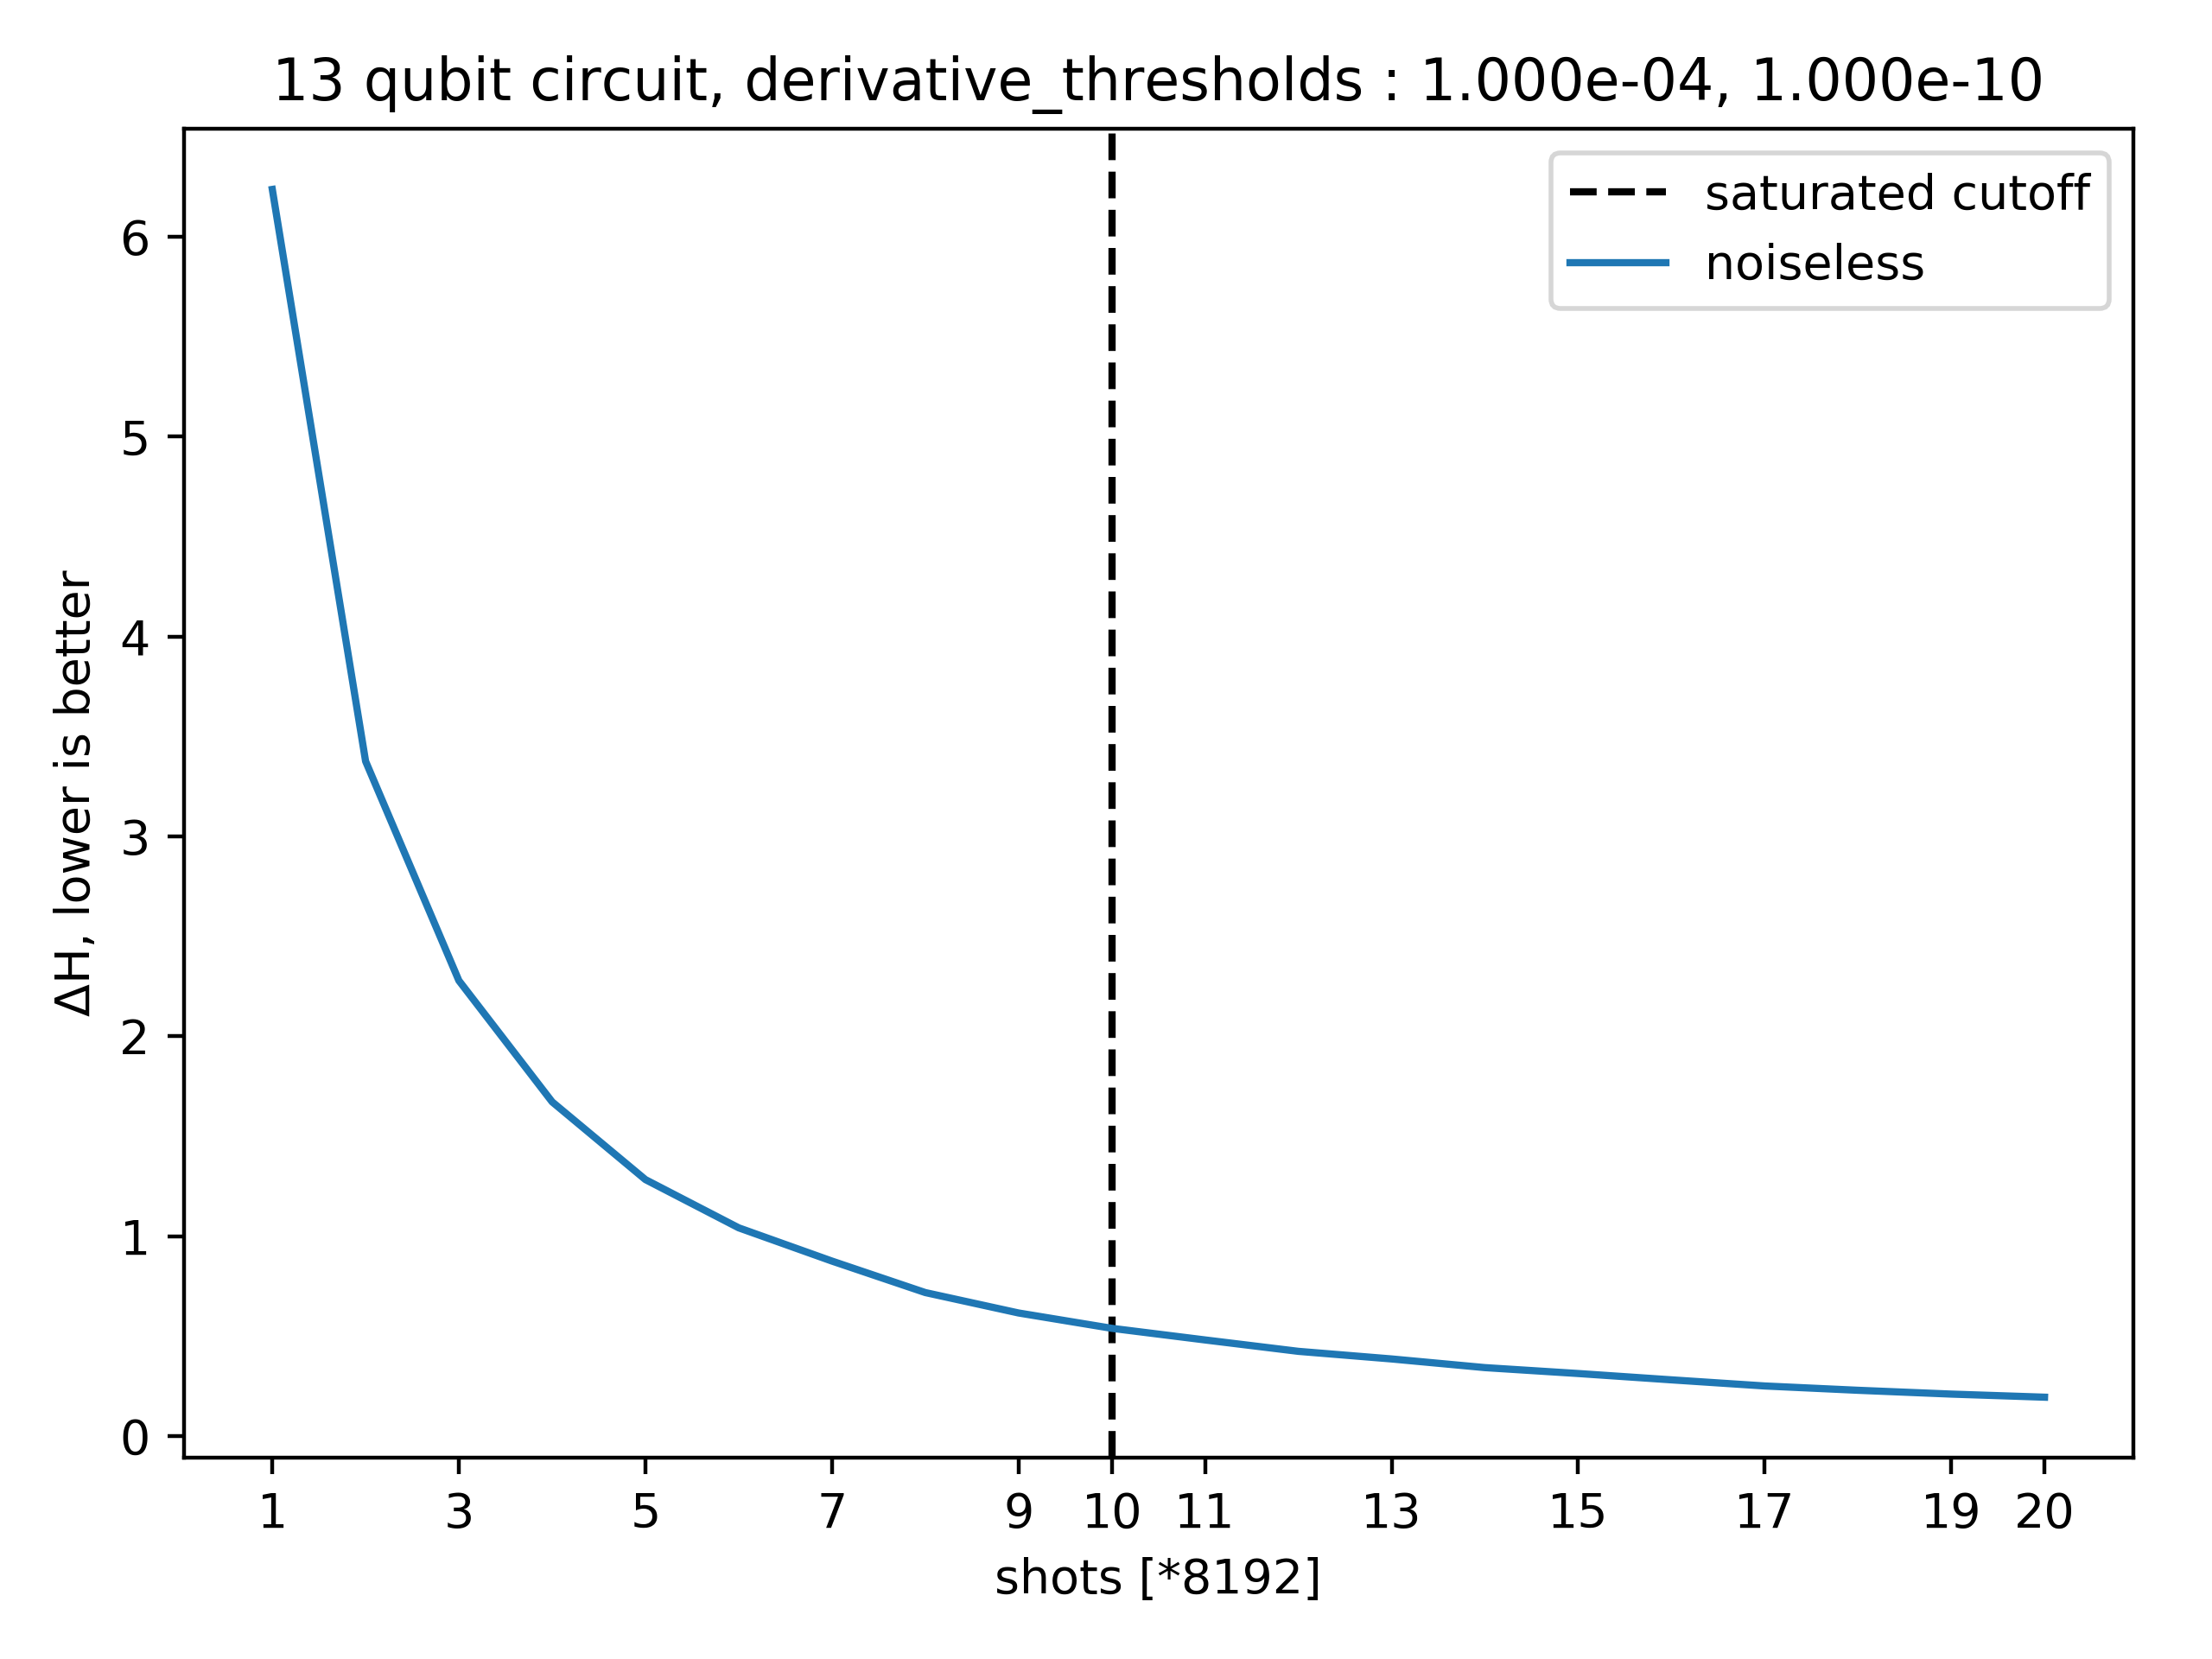 13 qubit circuit, derivative_thresholds : 1.000e-04, 1.000e-10
saturated cutoff
noiseless
6
5
4
3
2
1
0
ΔH, lower is better
1 3 5 7 9 10 11 13 15 17 19 20
shots [*8192]